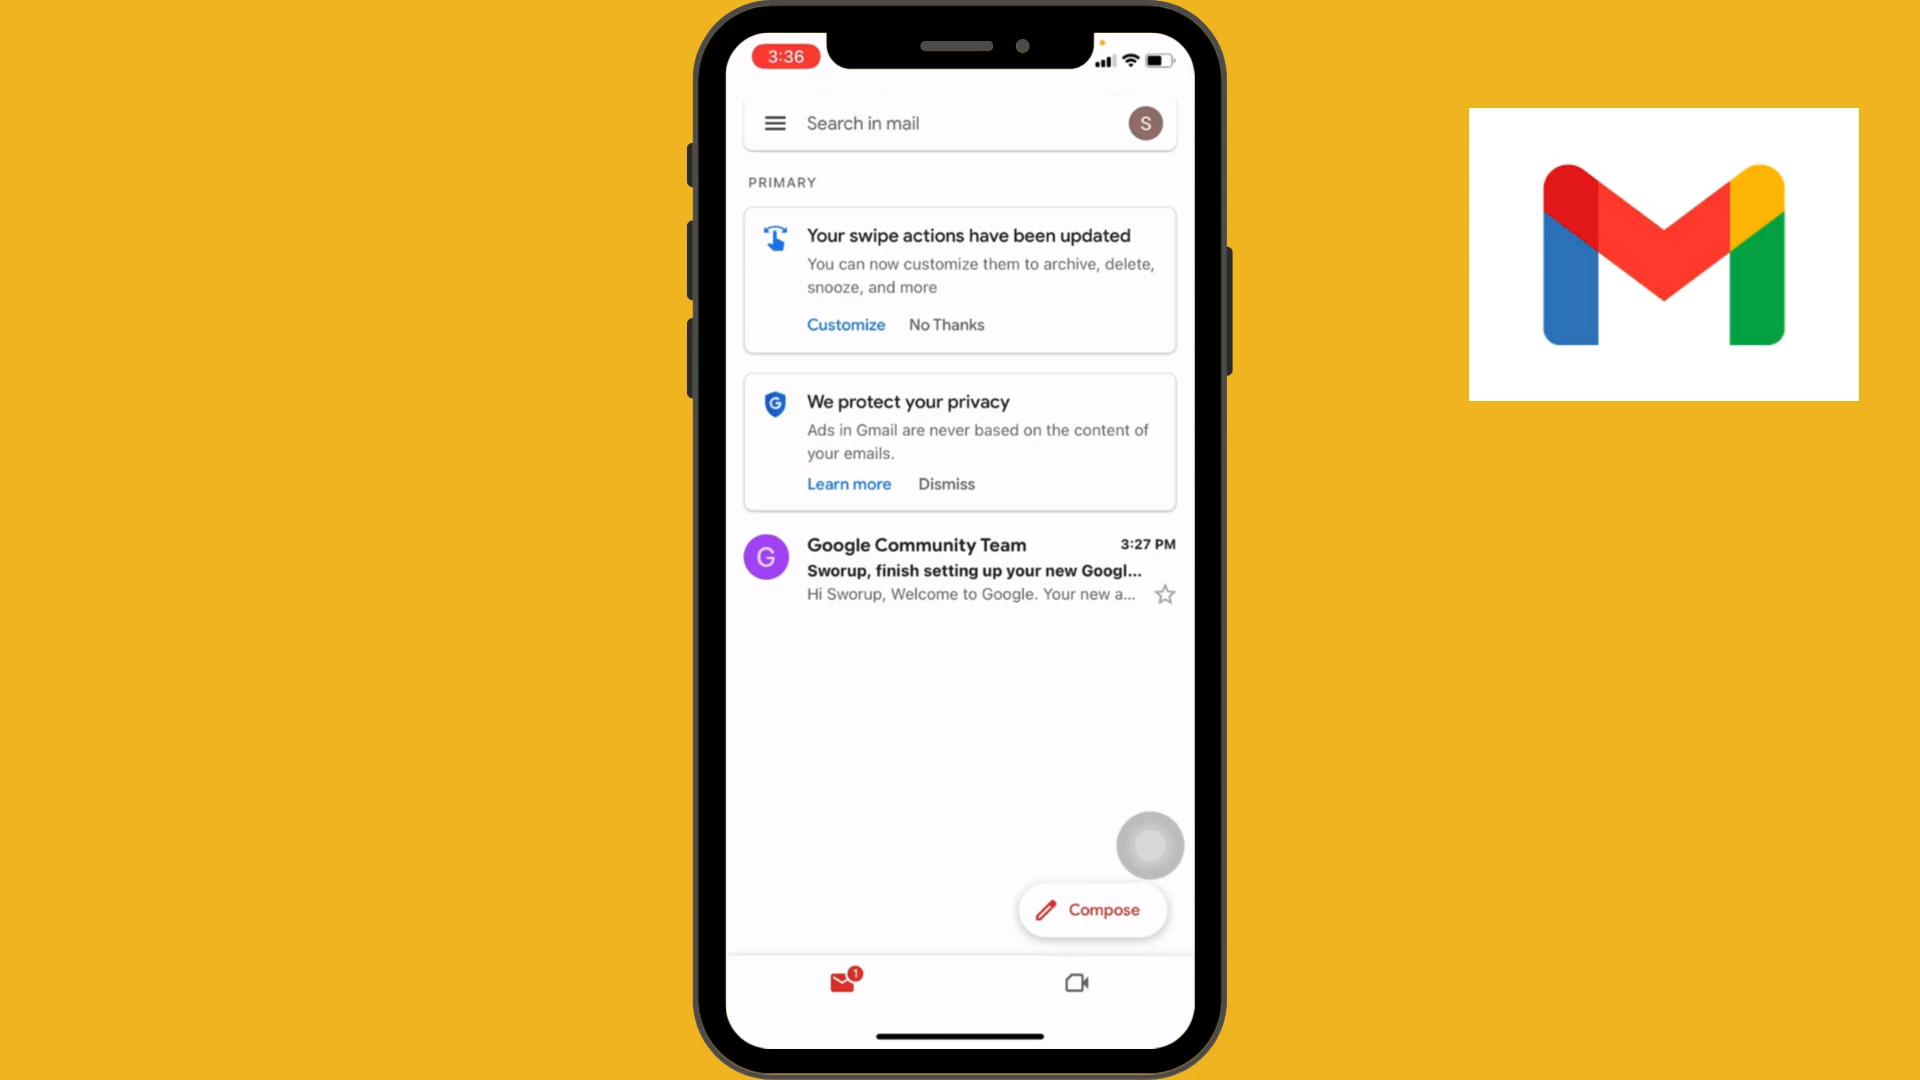 3:36
Search in mail
S
PRIMARY
Your swipe actions have been updated
You can now customize them to archive, delete,
snooze, and more
Customize No Thanks
G
We protect your privacy
Ads in Gmail are never based on the content of
your emails.
Learn more Dismiss
G
Google Community Team 3:27 PM
Sworup, finish setting up your new Googl...
Hi Sworup, Welcome to Google. Your new a...
Compose
1